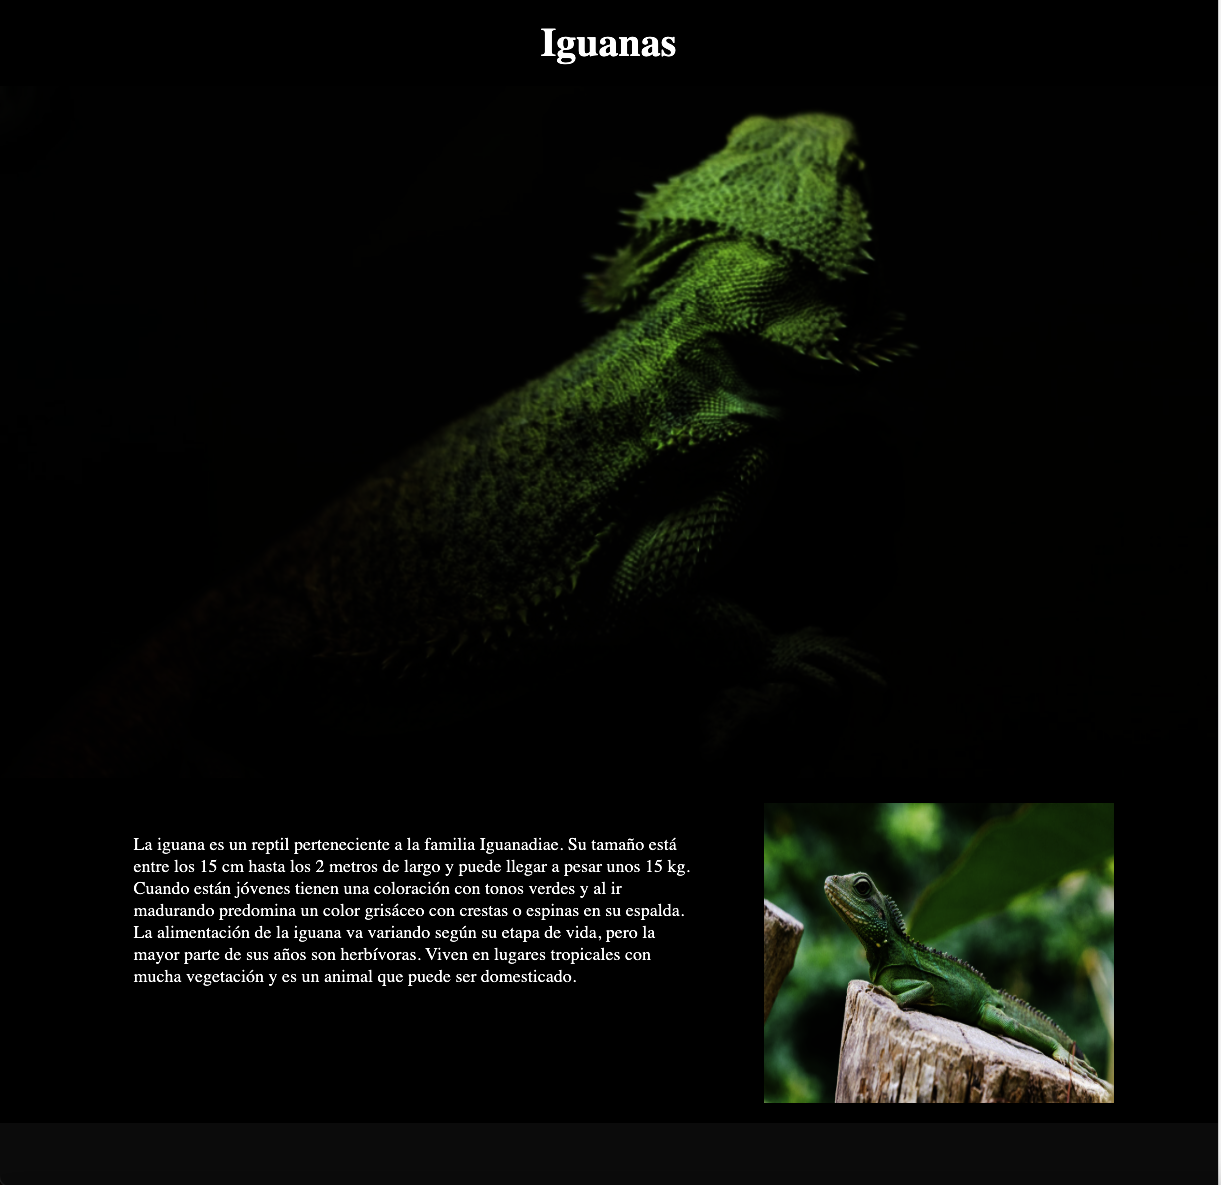 Iguanas
La iguana es un reptil perteneciente a la familia Iguanadiae. Su tamaño está
entre los 15 cm hasta los 2 metros de largo y puede llegar a pesar unos 15 kg.
Cuando están jóvenes tienen una coloración con tonos verdes y al ir
madurando predomina un color grisáceo con crestas o espinas en su espalda.
La alimentación de la iguana va variando según su etapa de vida, pero la
mayor parte de sus años son herbívoras. Viven en lugares tropicales con
mucha vegetación y es un animal que puede ser domesticado.